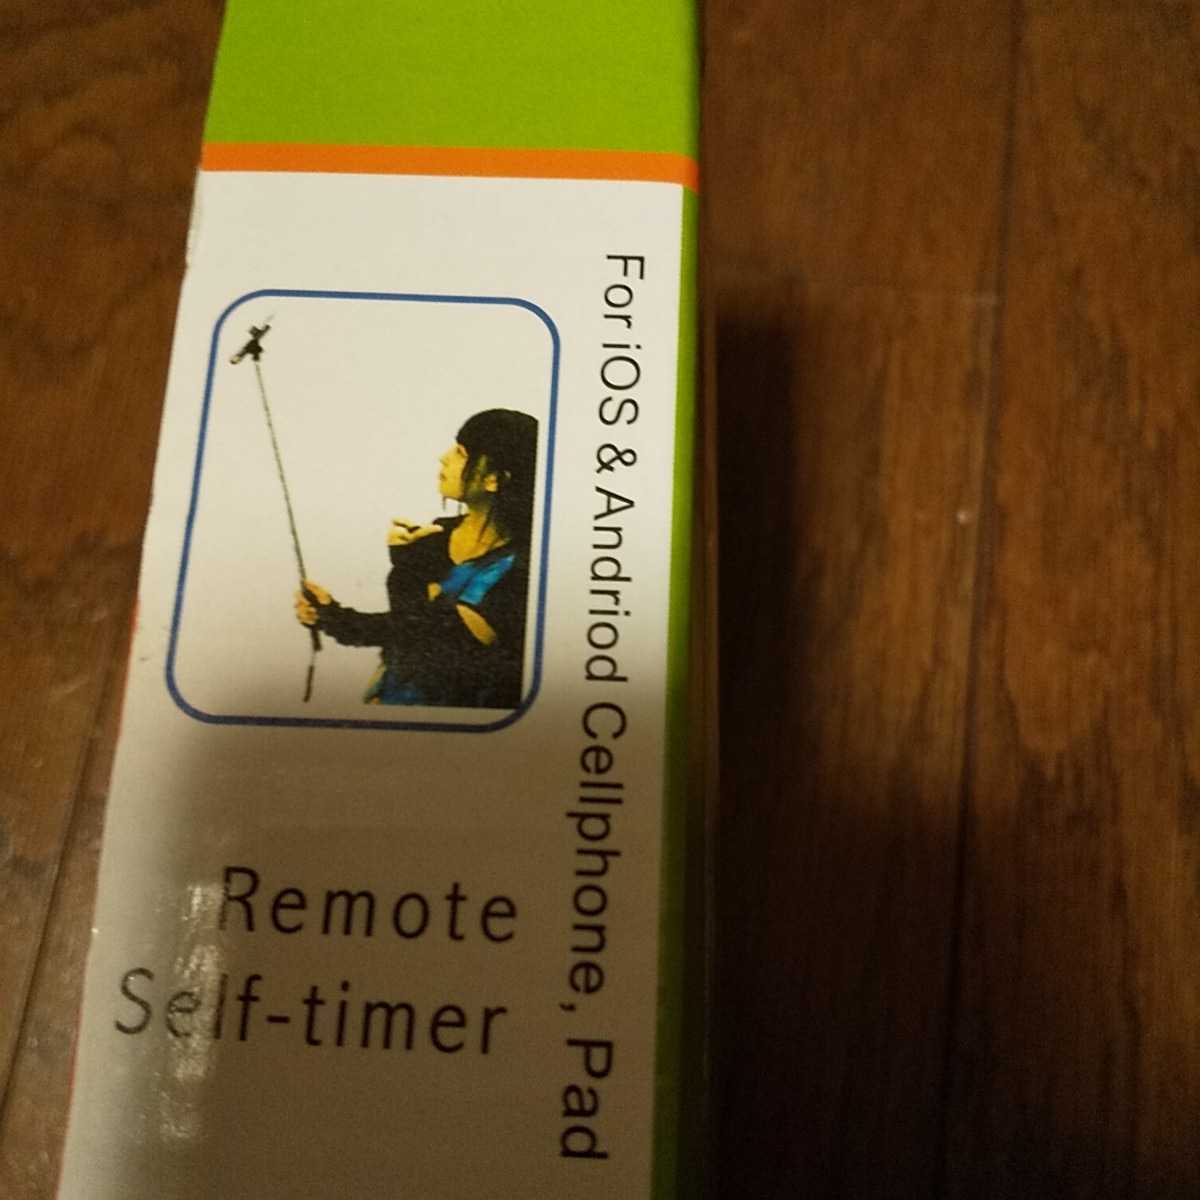 For iOS & Andriod Cellphone, Pad
Remote
Self-timer